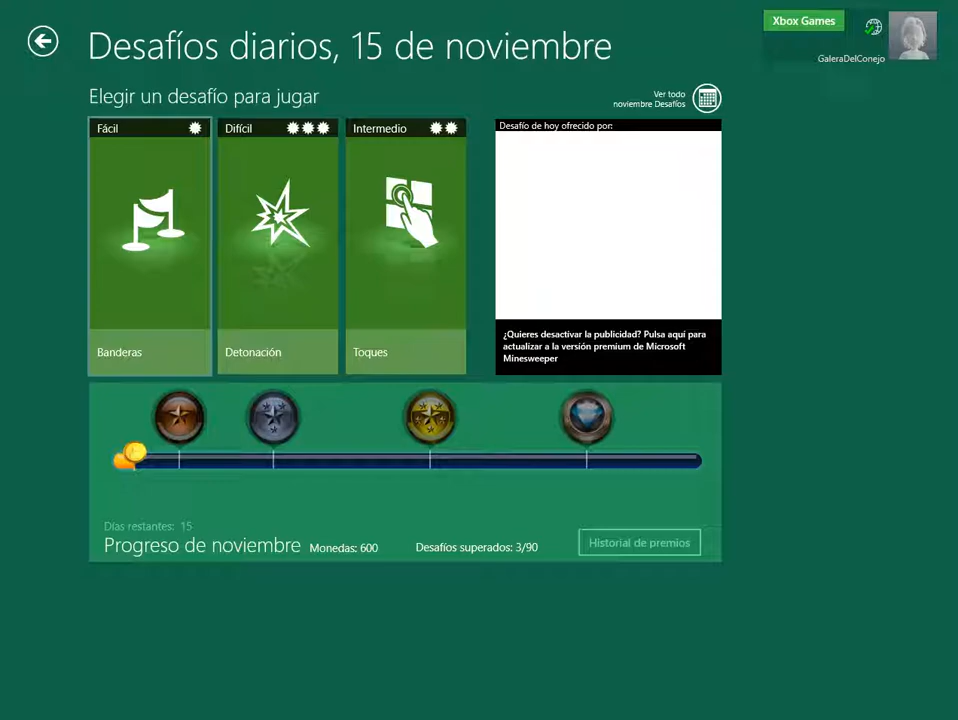 Desafíos diarios, 15 de noviembre
Xbox Games
GaleraDelConejo
Elegir un desafío para jugar
Ver todo
noviembre Desafíos
Fácil
Difícil
Intermedio
Desafío de hoy ofrecido por:
Banderas
Detonación
Toques
¿Quieres desactivar la publicidad? Pulsa aquí para
actualizar a la versión premium de Microsoft
Minesweeper
Días restantes: 15
Progreso de noviembre
Monedas: 600
Desafíos superados: 3/90
Historial de premios